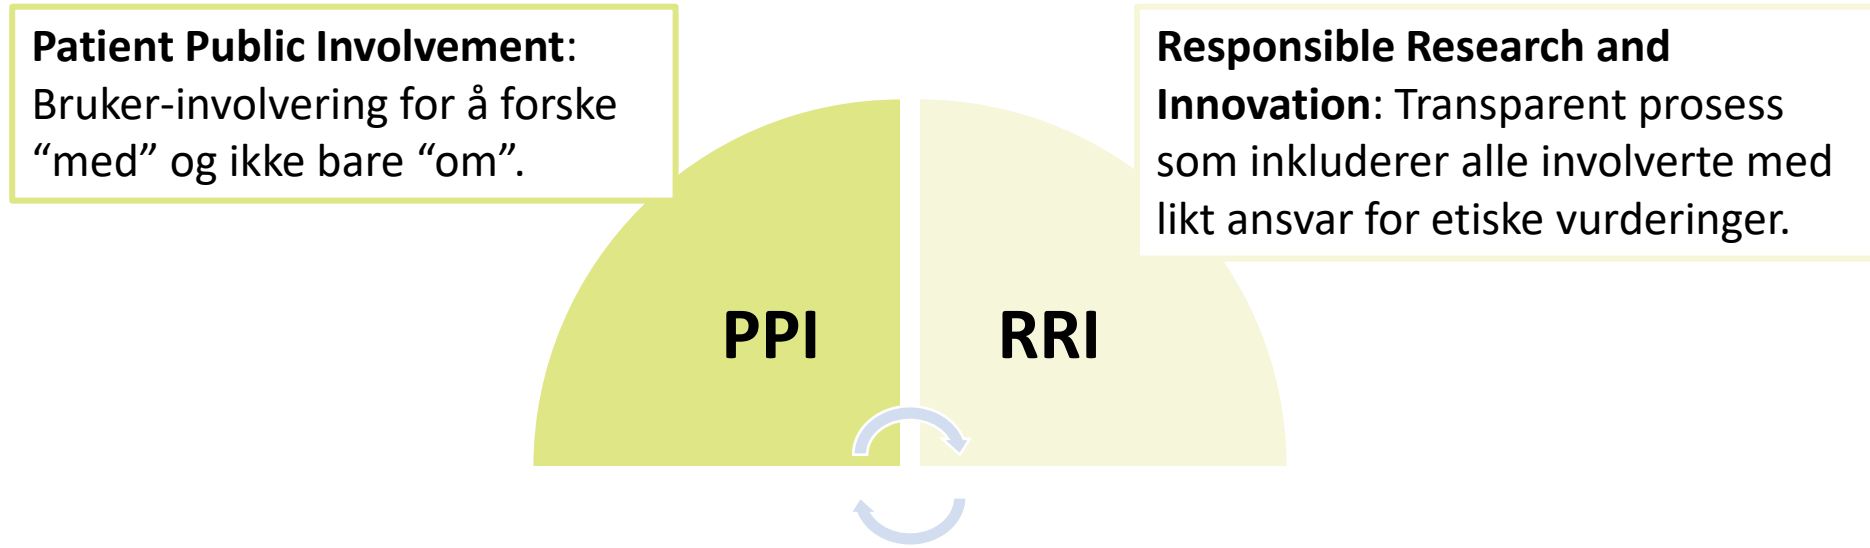 Patient Public Involvement:
Bruker-involvering for å forske
“med” og ikke bare “om”.
Responsible Research and
Innovation: Transparent prosess
som inkluderer alle involverte med
likt ansvar for etiske vurderinger.
PPI
RRI